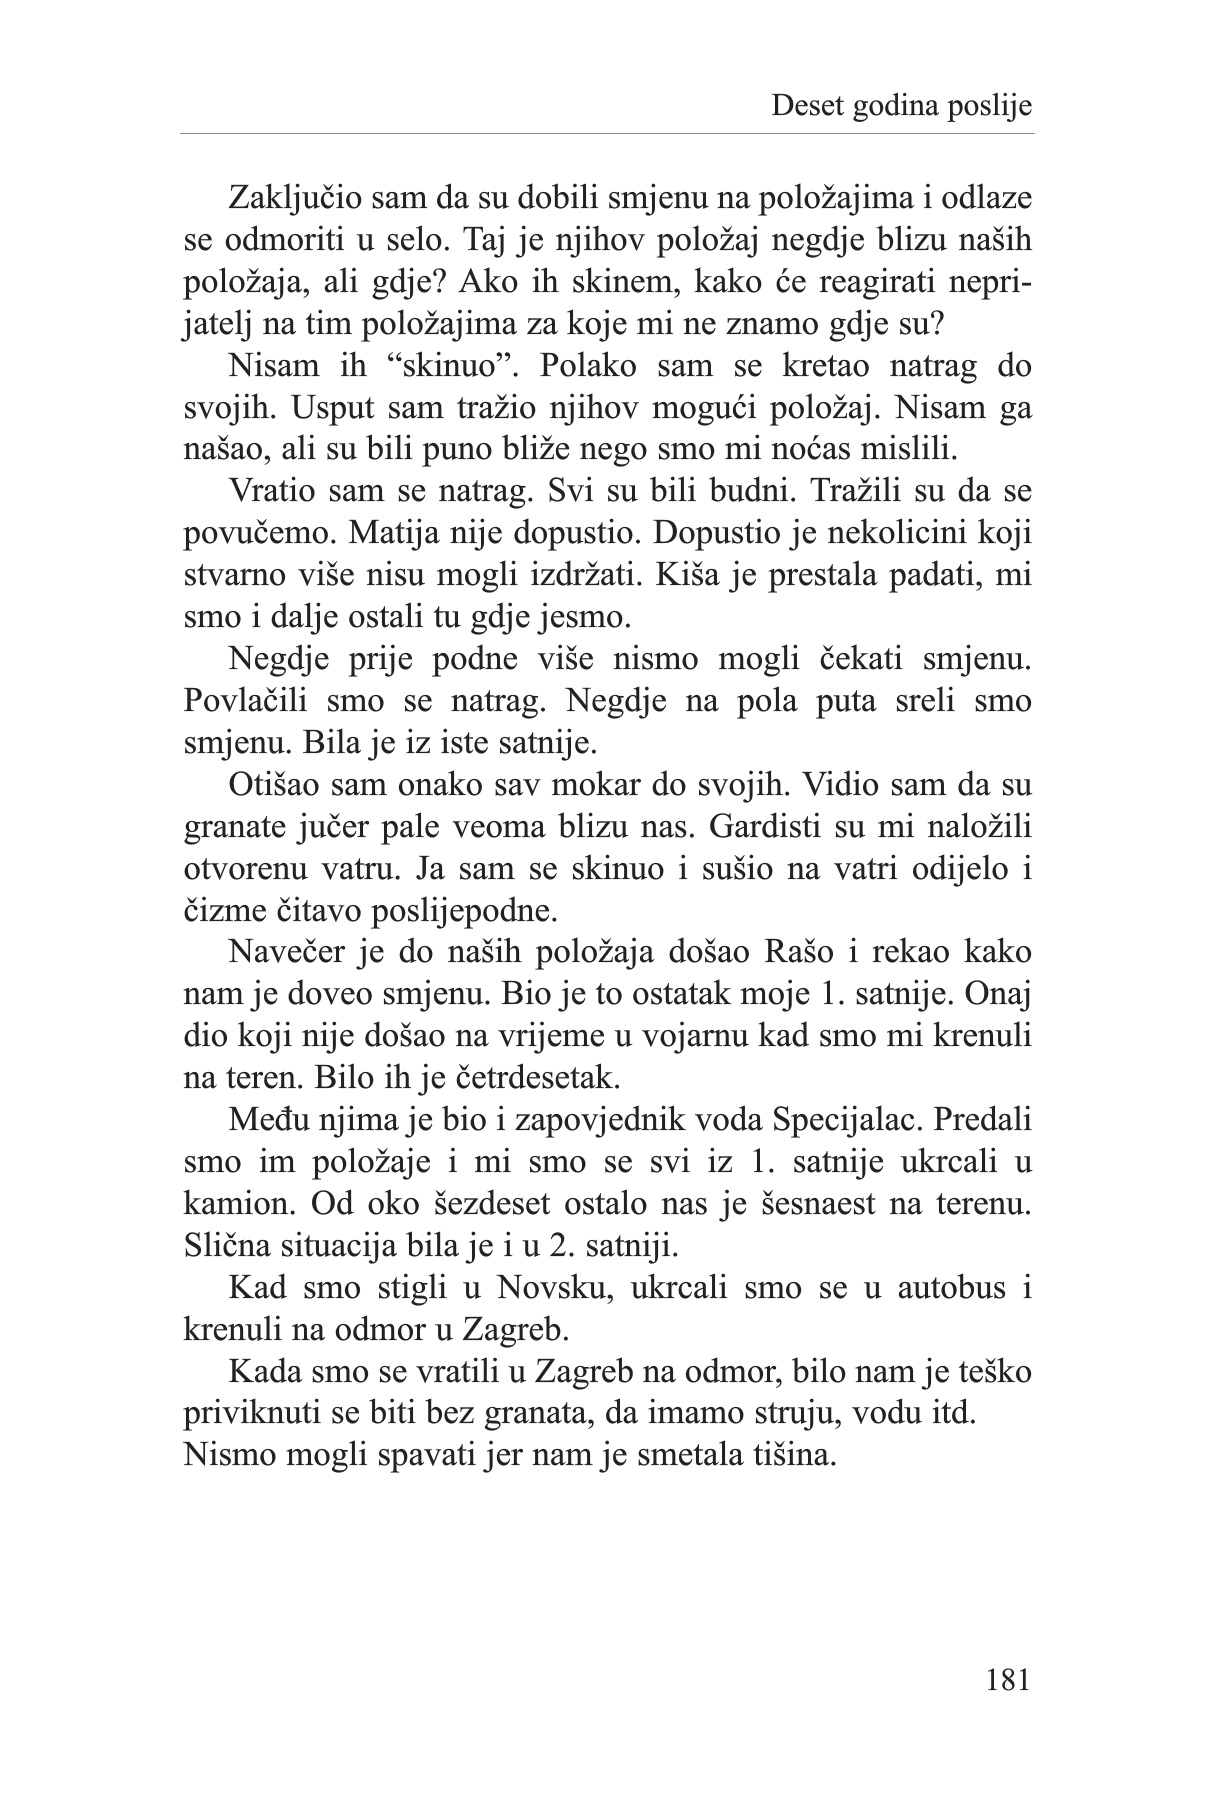 Deset godina poslije
Zaključio sam da su dobili smjenu na položajima i odlaze
se odmoriti u selo. Taj je njihov položaj negdje blizu naših
položaja, ali gdje? Ako ih skinem, kako će reagirati nepri-
jatelj na tim položajima za koje mi ne znamo gdje su?
Nisam ih “skinuo”. Polako sam se kretao natrag do
svojih. Usput sam tražio njihov mogući položaj. Nisam ga
našao, ali su bili puno bliže nego smo mi noćas mislili.
Vratio sam se natrag. Svi su bili budni. Tražili su da se
povučemo. Matija nije dopustio. Dopustio je nekolicini koji
stvarno više nisu mogli izdržati. Kiša je prestala padati, mi
smo i dalje ostali tu gdje jesmo.
Negdje prije podne više nismo mogli čekati smjenu.
Povlačili smo se natrag. Negdje na pola puta sreli smo
smjenu. Bila je iz iste satnije.
Otišao sam onako sav mokar do svojih. Vidio sam da su
granate jučer pale veoma blizu nas. Gardisti su mi naložili
otvorenu vatru. Ja sam se skinuo i sušio na vatri odijelo i
čizme čitavo poslijepodne.
Navečer je do naših položaja došao Rašo i rekao kako
nam je doveo smjenu. Bio je to ostatak moje 1. satnije. Onaj
dio koji nije došao na vrijeme u vojarnu kad smo mi krenuli
na teren. Bilo ih je četrdesetak.
Među njima je bio i zapovjednik voda Specijalac. Predali
smo im položaje i mi smo se svi iz 1. satnije ukrcali u
kamion. Od oko šezdeset ostalo nas je šesnaest na terenu.
Slična situacija bila je i u 2. satniji.
Kad smo stigli u Novsku, ukrcali smo se u autobus i
krenuli na odmor u Zagreb.
Kada smo se vratili u Zagreb na odmor, bilo nam je teško
priviknuti se biti bez granata, da imamo struju, vodu itd.
Nismo mogli spavati jer nam je smetala tišina.
181